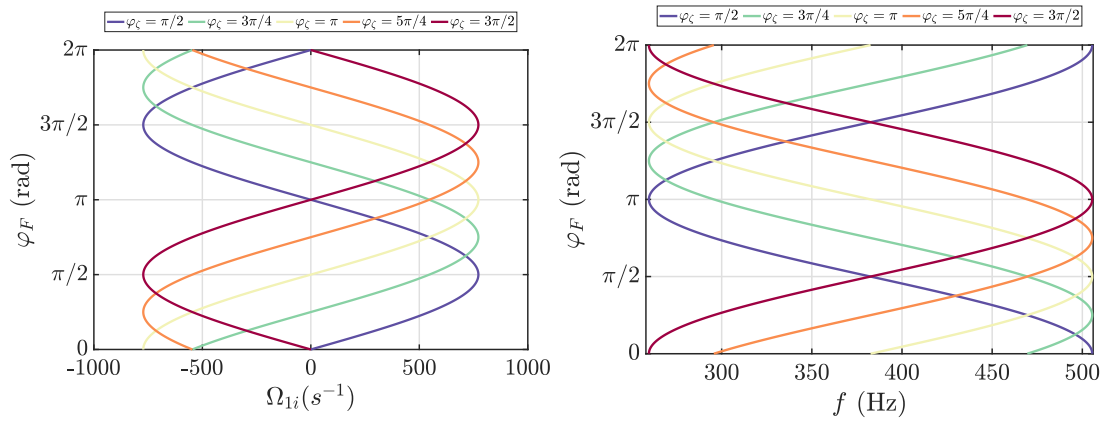 φ_ζ = π/2 φ_ζ = 3π/4 φ_ζ = π φ_ζ = 5π/4 φ_ζ = 3π/2
2π
3π/2
π
π/2
0
φ_F (rad)
-1000 -500 0 500 1000
Ω_{1i}(s^{-1})
φ_ζ = π/2 φ_ζ = 3π/4 φ_ζ = π φ_ζ = 5π/4 φ_ζ = 3π/2
2π
3π/2
π
π/2
0
φ_F (rad)
300 350 400 450 500
f (Hz)